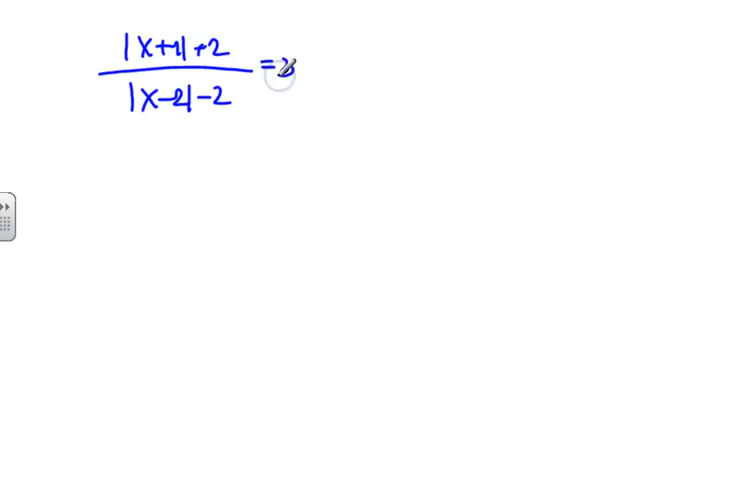 |x+1|+2
|x-2|-2
=